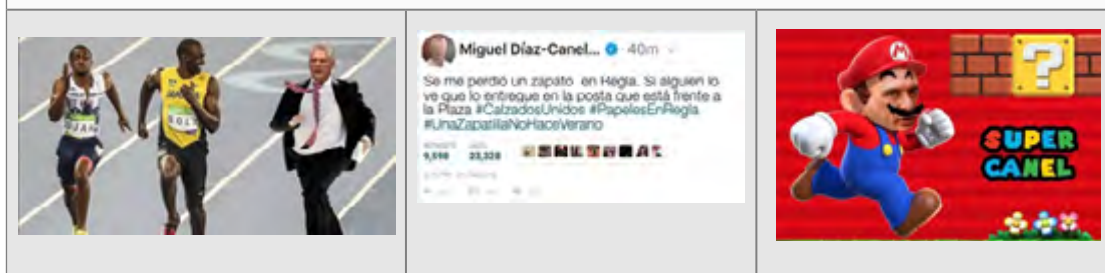 BOLT
Miguel Díaz-Canel... 40m
Se me perdió un zapato en Regla. Si alguien lo
ve que lo entregue en la posta que está frente a
la Plaza #CalzadosUnidos #PapelesEnRegla
#UnaZapatillaNoHaceVerano
9,598 23,328
M
?
SUPER
CANEL